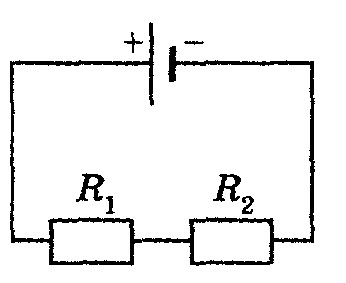 + −
R₁ R₂